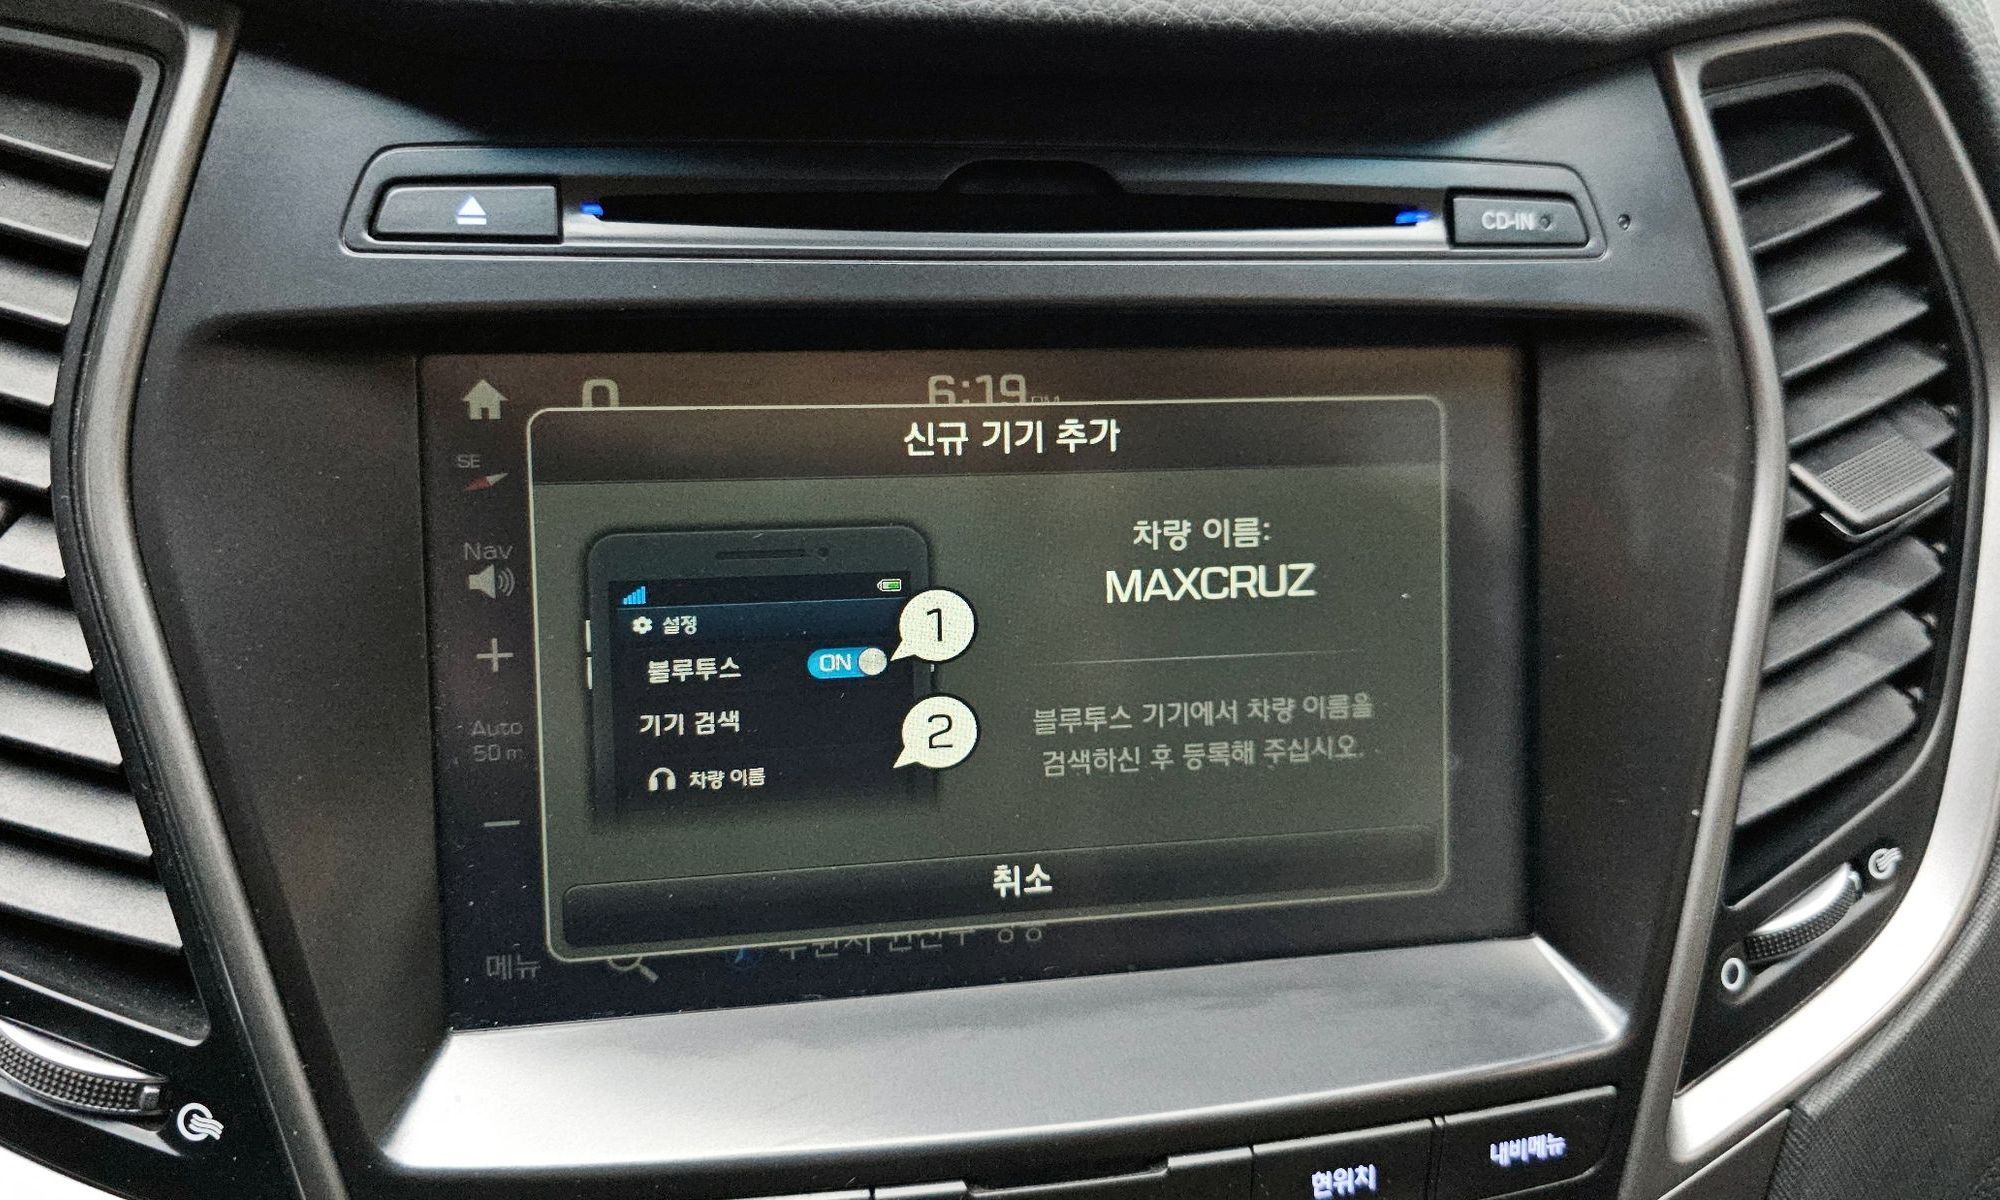 CD-IN
6:19 PM
신규 기기 추가
SE
차량 이름:
MAXCRUZ
Nav
설정
1
블루투스 ON
기기 검색
2
차량 이름
블루투스 기기에서 차량 이름을
검색하신 후 등록해 주십시오.
Auto
50 m
취소
메뉴
현위치
내비메뉴